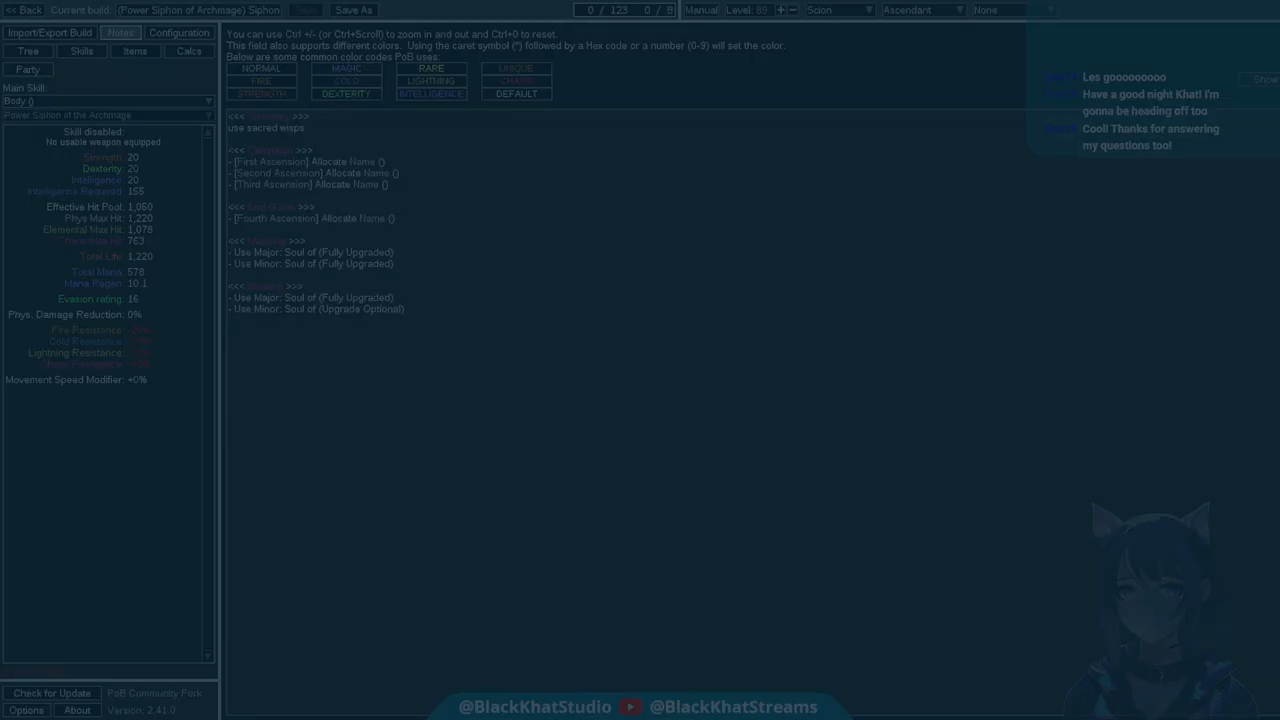 << Back
Current build:
(Power Siphon of Archmage) Siphon
Save As
0 / 123 0 / 8
Manual
Level: 89
+
Scion
Ascendant
None
Import/Export Build
Notes
Configuration
Tree
Skills
Items
Calcs
Party
Main Skill:
Body ()
Power Siphon of the Archmage
Skill disabled:
No usable weapon equipped
Strength: 20
Dexterity: 20
Intelligence: 20
Intelligence Required: 155
Effective Hit Pool: 1,050
Phys Max Hit: 1,220
Elemental Max Hit: 1,078
Max Hit: 763
Total Life: 1,220
Total Mana: 578
Mana Regen: 10.1
Evasion rating: 16
Phys. Damage Reduction: 0%
Fire Resistance:
Cold Resistance:
Lightning Resistance:
Movement Speed Modifier: +0%
Check for Update
PoB Community Fork
Options
About
Version: 2.41.0
You can use Ctrl +/- (or Ctrl+Scroll) to zoom in and out and Ctrl+0 to reset.
This field also supports different colors. Using the caret symbol (^) followed by a Hex code or a number (0-9) will set the color.
Below are some common color codes PoB uses:
NORMAL
MAGIC
RARE
UNIQUE
FIRE
COLD
LIGHTNING
CHAOS
STRENGTH
DEXTERITY
INTELLIGENCE
DEFAULT
<<< >>>
use sacred wisps
<<< Campaign >>>
- [First Ascension] Allocate Name ()
- [Second Ascension] Allocate Name ()
- [Third Ascension] Allocate Name ()
<<< >>>
- [Fourth Ascension] Allocate Name ()
<<< >>>
- Use Major: Soul of (Fully Upgraded)
- Use Minor: Soul of (Fully Upgraded)
<<< >>>
- Use Major: Soul of (Fully Upgraded)
- Use Minor: Soul of (Upgrade Optional)
Les gooooooooo
Show
Have a good night Khat! I'm
gonna be heading off too
Cool! Thanks for answering
my questions too!
@BlackKhatStudio
@BlackKhatStreams